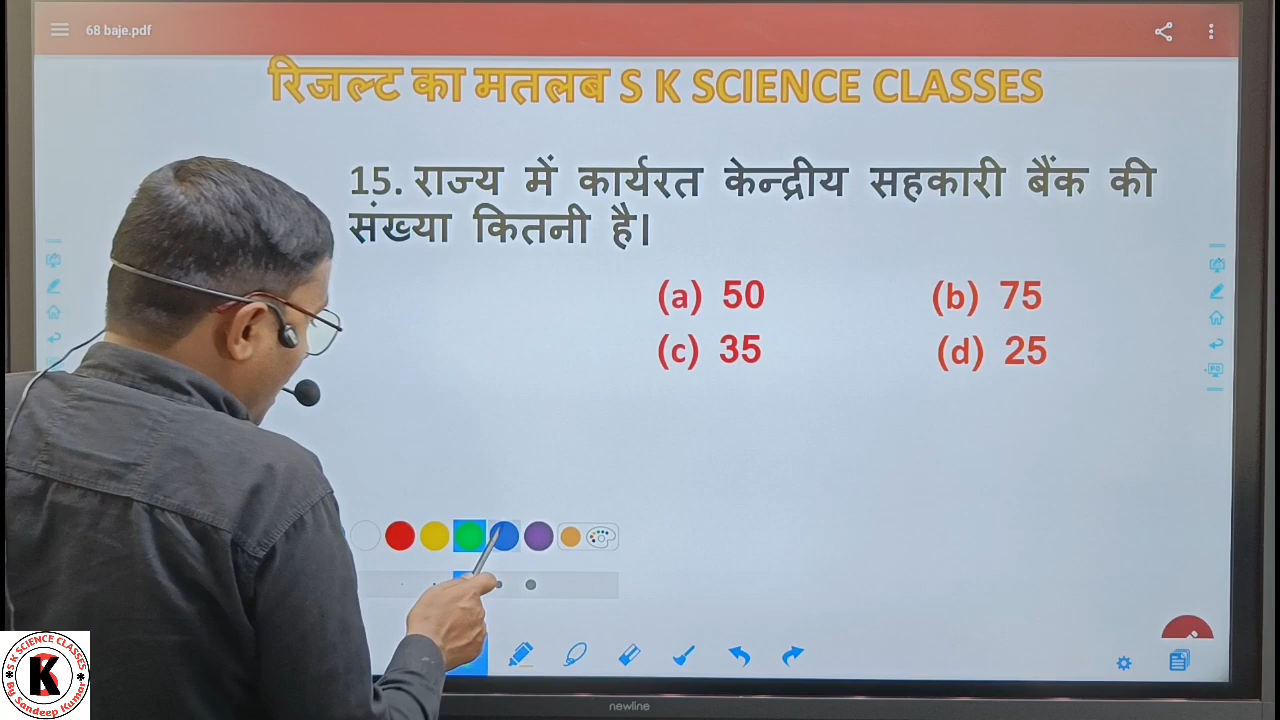 68 baje.pdf
रिजल्ट का मतलब S K SCIENCE CLASSES
15. राज्य में कार्यरत केन्द्रीय सहकारी बैंक की
संख्या कितनी है।
(a) 50 (b) 75
(c) 35 (d) 25
S K SCIENCE CLASSES
K
By Sandeep Kumar
newline